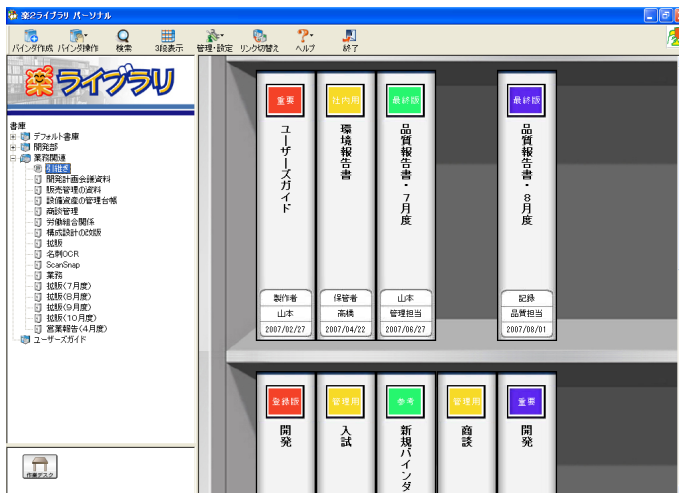 楽2ライブラリ パーソナル
バインダ作成 バインダ操作 検索 3段表示 管理・設定 リンク切替え ヘルプ 終了
楽 ライブラリ
書庫
デフォルト書庫
開発部
業務関連
引継ぎ
開発計画会議資料
販売管理の資料
設備資産の管理台帳
商談管理
労働組合関係
構成設計の改版
拡販
名刺OCR
ScanSnap
業務
拡販(7月度)
拡販(8月度)
拡販(9月度)
拡販(10月度)
営業報告(4月度)
ユーザーズガイド
作業デスク
重要
ユーザーズガイド
製作者
山本
2007/02/27
社内用
環境報告書
保管者
高橋
2007/04/22
最終版
品質報告書・7月度
山本
管理担当
2007/06/27
最終版
品質報告書・8月度
記録
品質担当
2007/08/01
登録版
開発
管理用
入試
参考
新規バインダ
管理用
商談
重要
開発